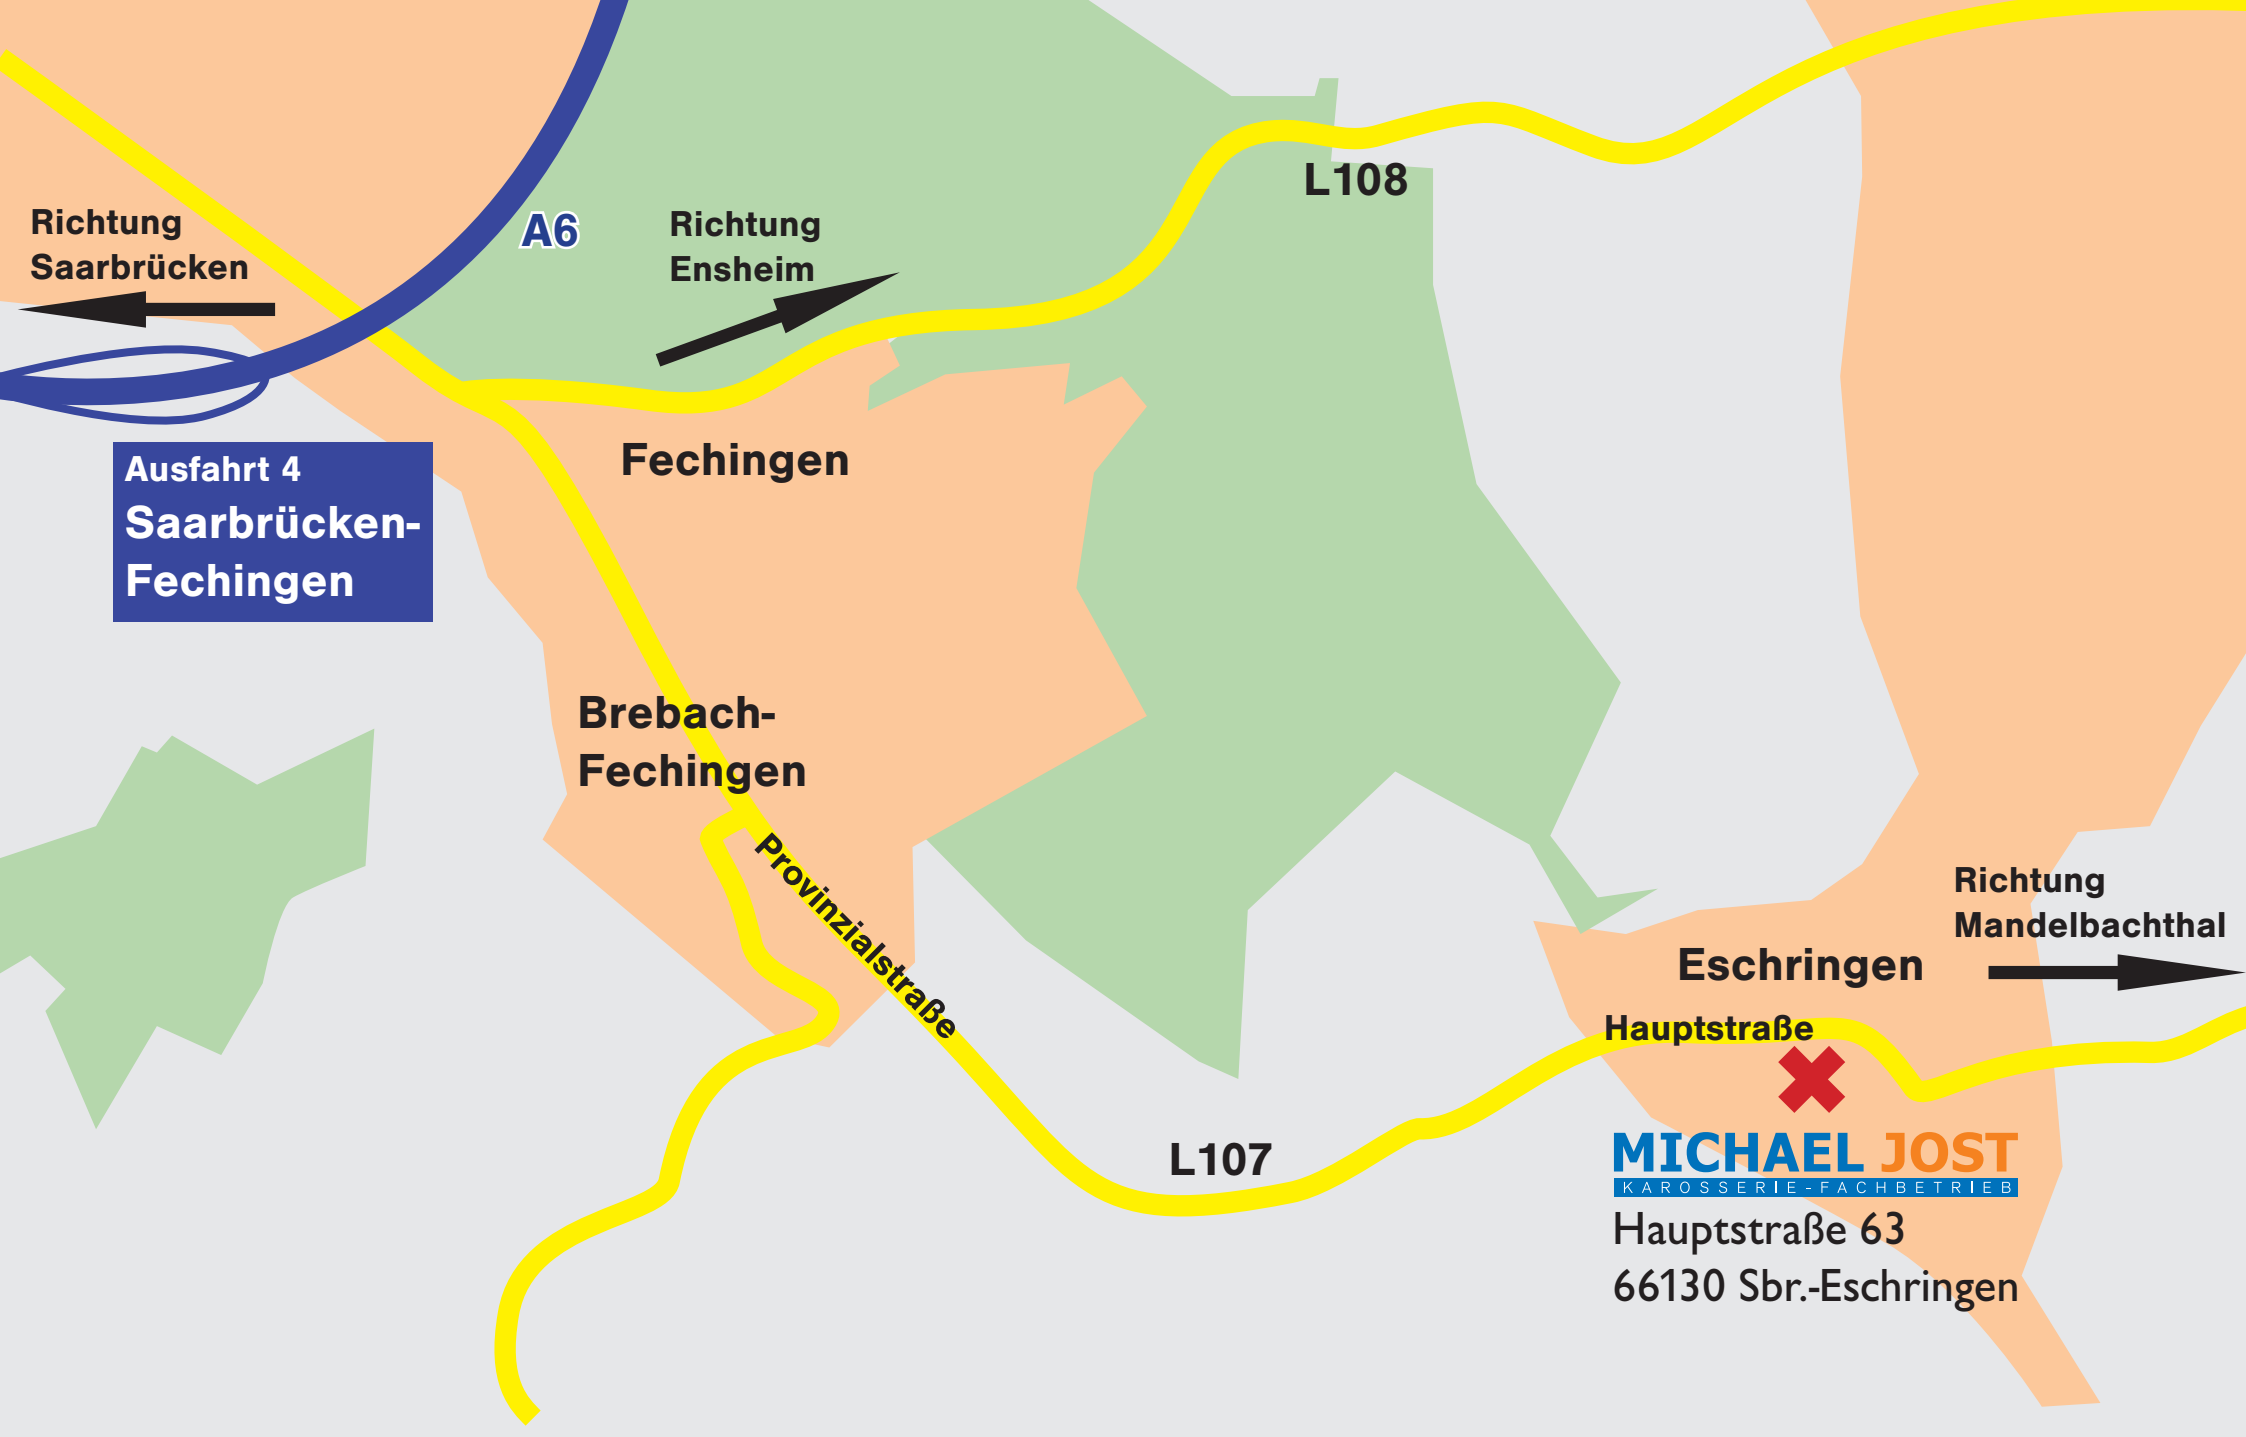 L108
Richtung
Saarbrücken
A6
Richtung
Ensheim
Fechingen
Ausfahrt 4
Saarbrücken-
Fechingen
Brebach-
Fechingen
Provinzialstraße
Richtung
Mandelbachthal
Eschringen
Hauptstraße
L107
MICHAEL JOST
KAROSSERIE-FACHBETRIEB
Hauptstraße 63
66130 Sbr.-Eschringen